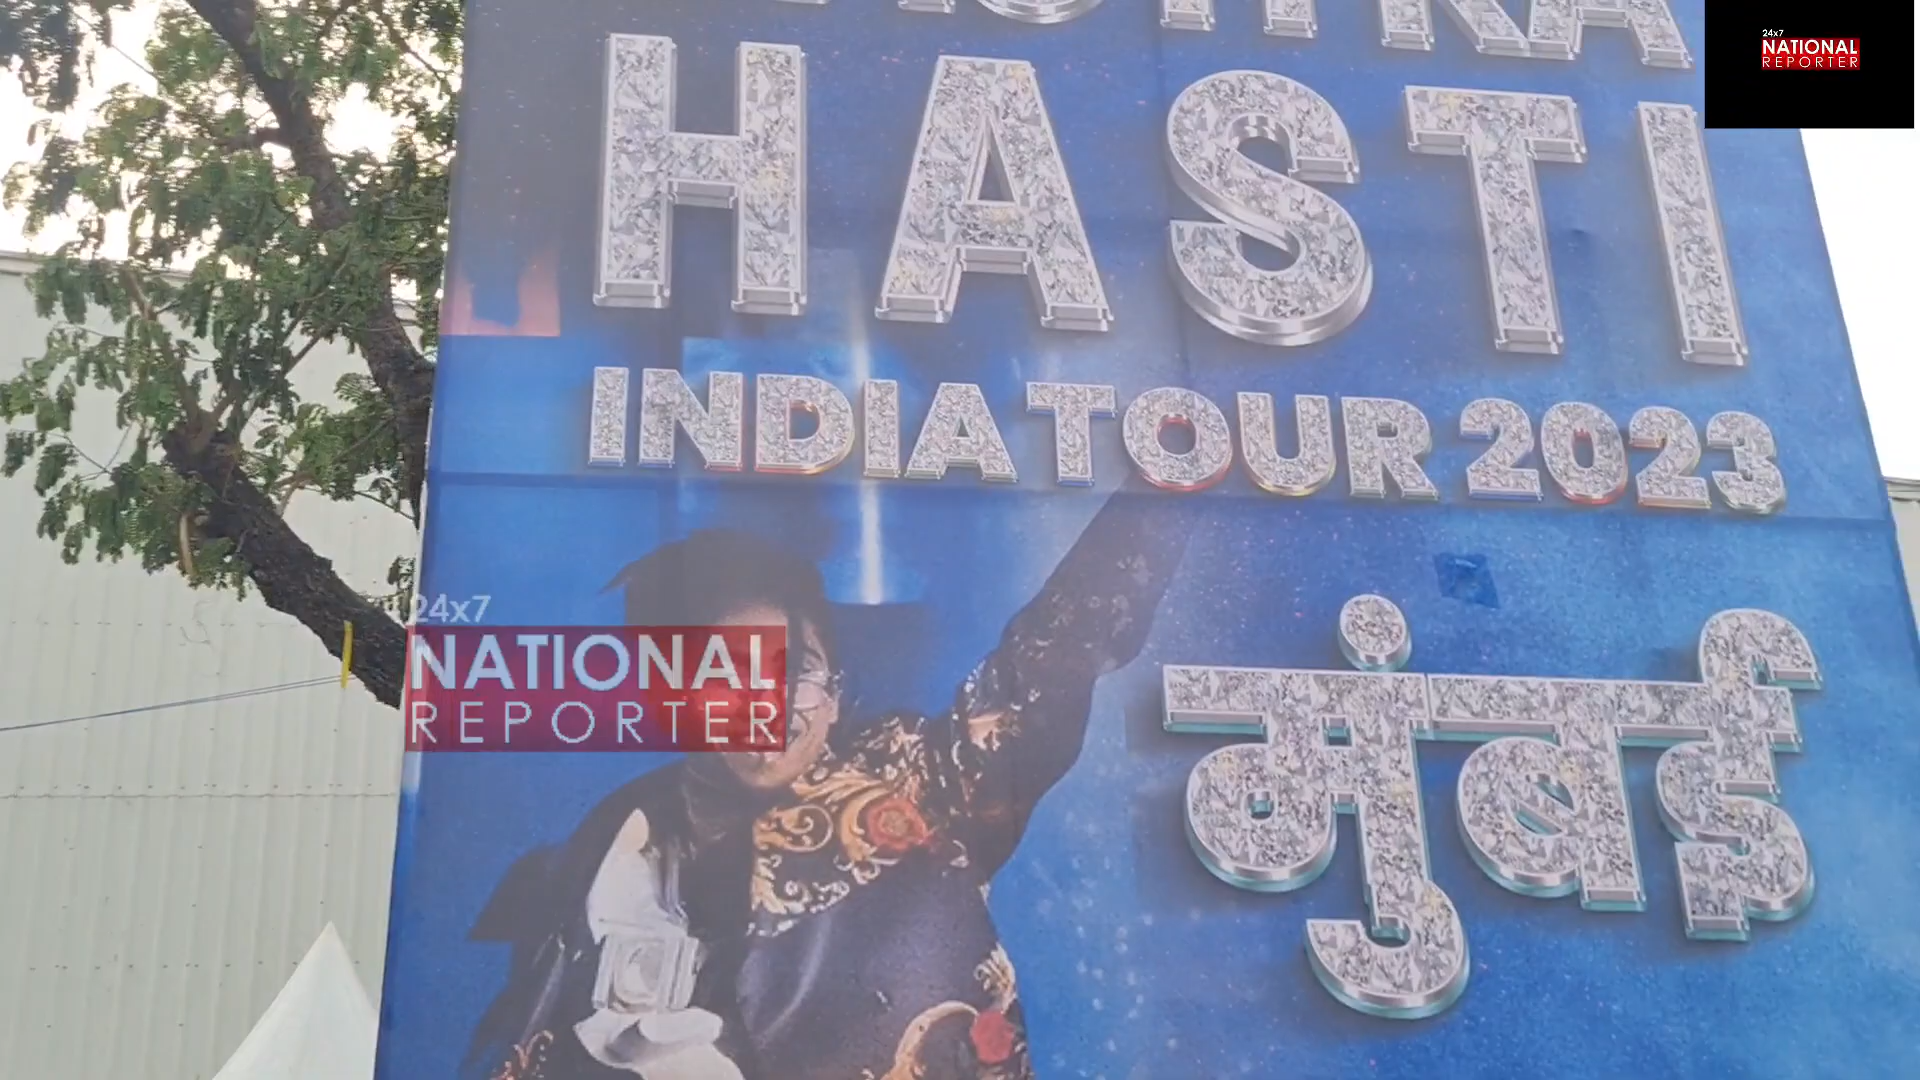 HASTI
INDIA TOUR 2023
मुंबई
24x7
NATIONAL
REPORTER
24x7
NATIONAL
REPORTER